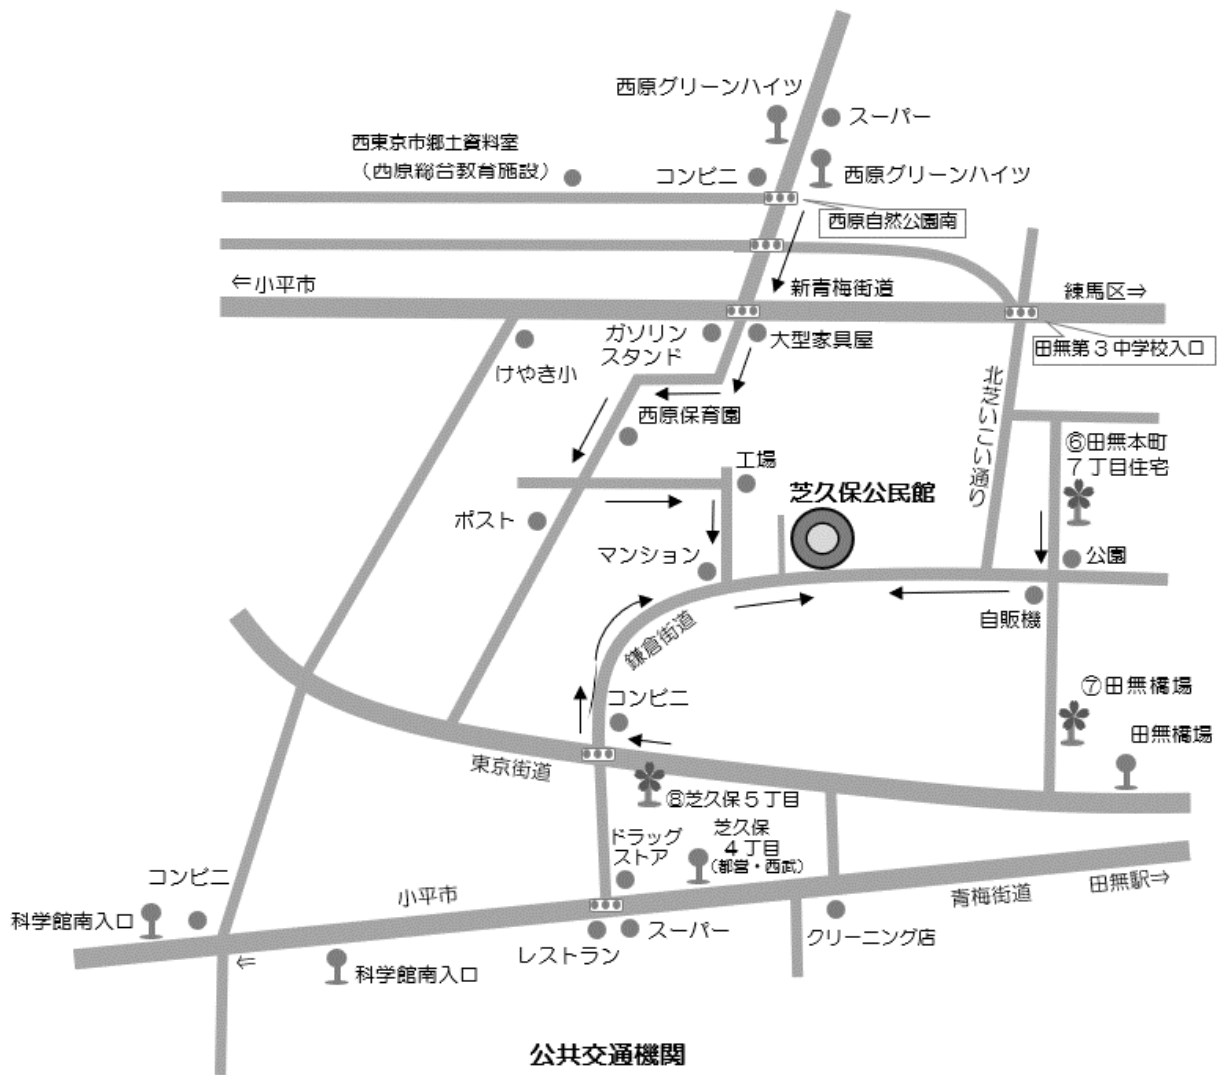 西原グリーンハイツ
スーパー
西東京市郷土資料室
(西原総合教育施設)
コンビニ
西原グリーンハイツ
西原自然公園南
⇐小平市
新青梅街道
練馬区⇒
ガソリン
スタンド
大型家具屋
田無第3中学校入口
けやき小
西原保育園
北芝いこい通り
⑥田無本町
7丁目住宅
工場
芝久保公民館
ポスト
マンション
公園
自販機
鎌倉街道
コンビニ
⑦田無橋場
田無橋場
東京街道
⑧芝久保5丁目
ドラッグ
ストア
芝久保
4丁目
(都営・西武)
コンビニ
小平市
青梅街道
田無駅⇒
科学館南入口
スーパー
クリーニング店
レストラン
⇐
科学館南入口
公共交通機関